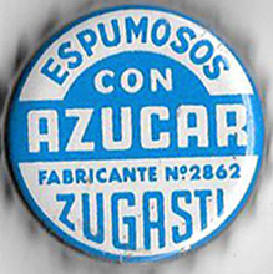 ESPUMOSOS
CON
AZUCAR
FABRICANTE Nº2862
ZUGASTI